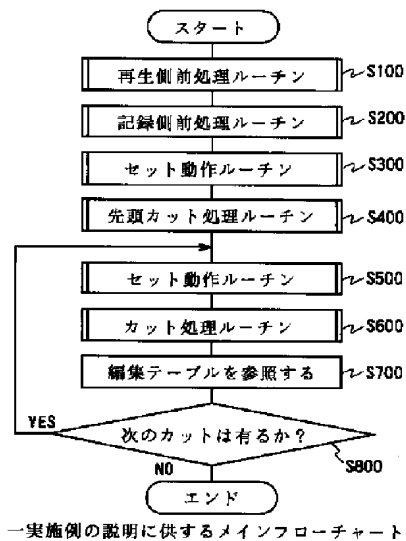 スタート
再生側前処理ルーチン S100
記録側前処理ルーチン S200
セット動作ルーチン S300
先頭カット処理ルーチン S400
セット動作ルーチン S500
カット処理ルーチン S600
編集テーブルを参照する S700
YES
次のカットは有るか?
NO
S800
エンド
一実施例の説明に供するメインフローチャート